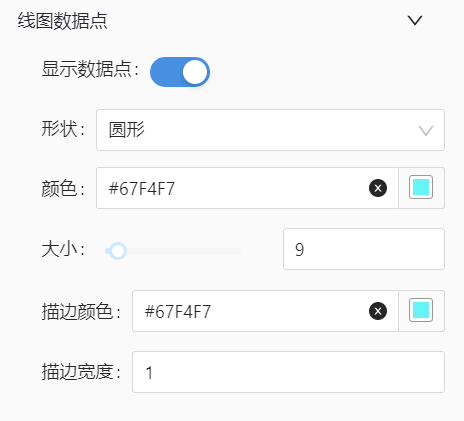 线图数据点
显示数据点：
形状： 圆形
颜色： #67F4F7
大小： 9
描边颜色： #67F4F7
描边宽度： 1